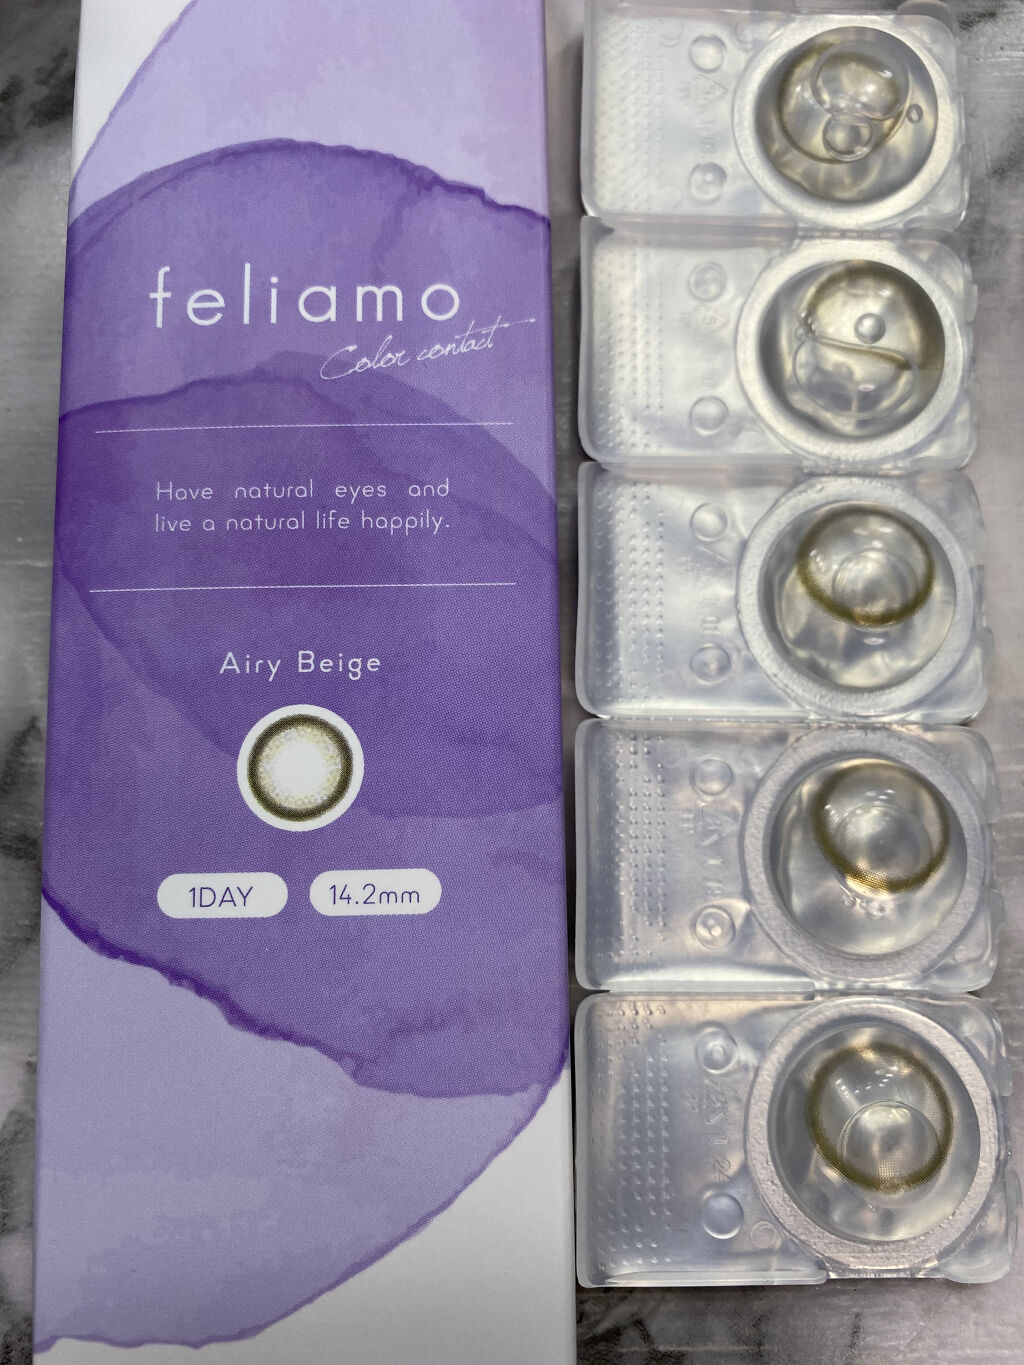 feliamo
Color contact
Have natural eyes and
live a natural life happily.
Airy Beige
1DAY
14.2mm